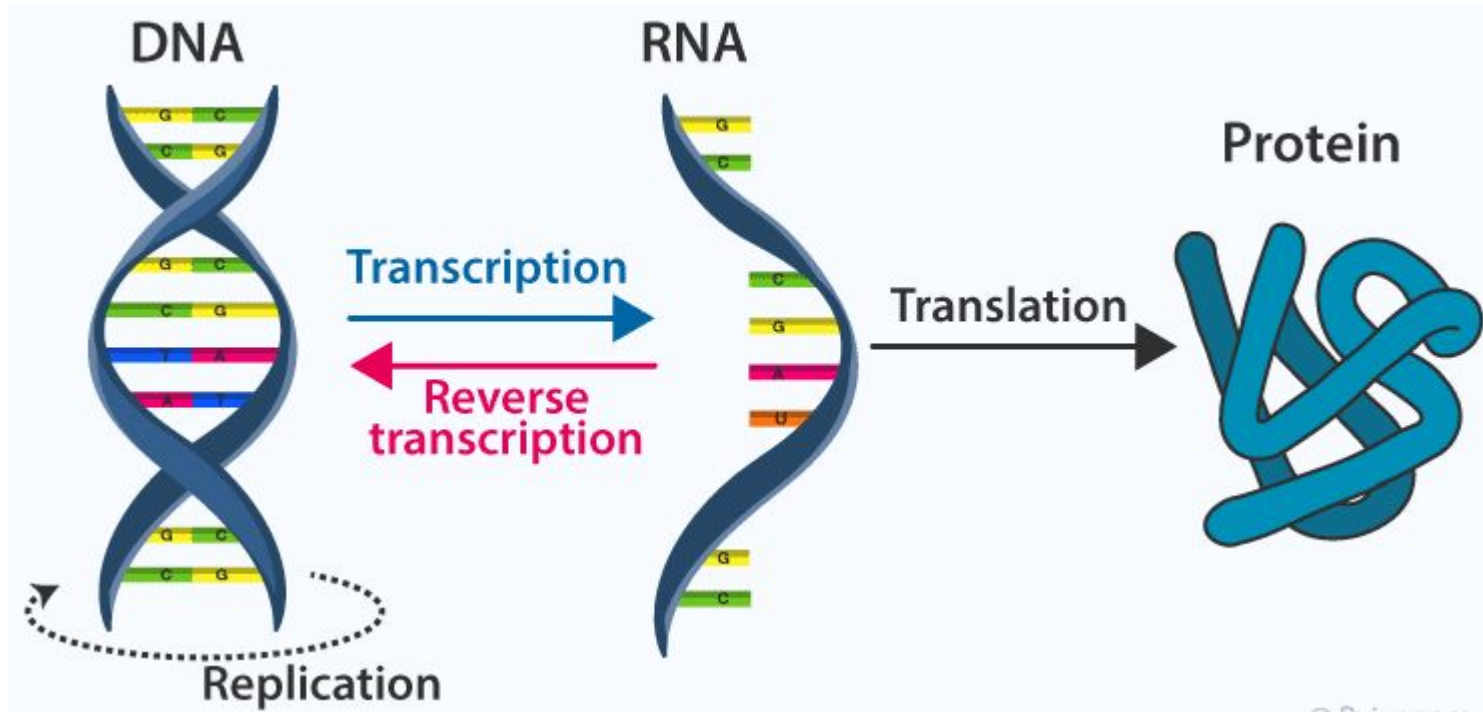 DNA
RNA
Protein
G C
C G
G C
C G
T A
A T
G C
C G
G
C
C
G
A
U
G
C
Transcription
Reverse
transcription
Translation
Replication